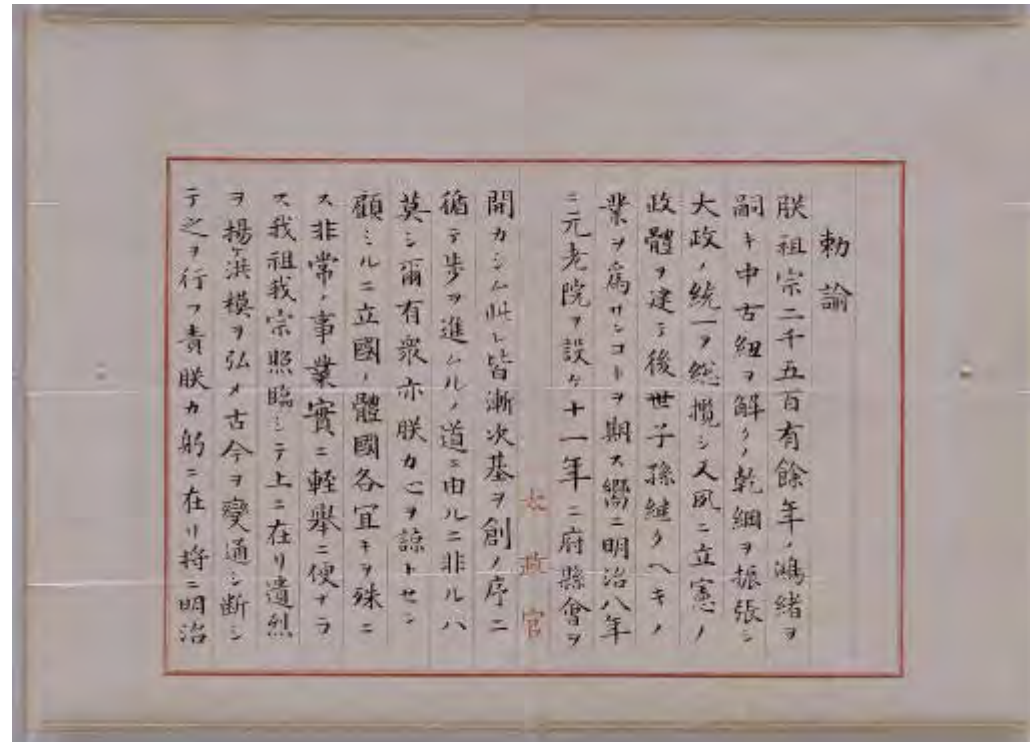 勅諭
朕祖宗二千五百有餘年ノ鴻緒ヲ
嗣キ中古紐ヲ解クノ乾綱ヲ振張シ
大政ノ統一ヲ総攬シ又夙ニ立憲ノ
政體ヲ建テ後世子孫継クヘキノ
業ヲ為サンコトヲ期ス嚮ニ明治八年
ニ元老院ヲ設ケ十一年ニ府縣會ヲ
太政官
開カシム此レ皆漸次基ヲ創ノ序ニ
循テ歩ヲ進ムルノ道ニ由ルニ非ルハ
莫シ爾有衆亦朕カ心ヲ諒トセン
顧ミルニ立國ノ體國各宜キヲ殊ニ
ス非常ノ事業實ニ軽舉ニ便ナラ
ス我祖我宗照臨シテ上ニ在リ遺烈
ヲ揚ケ洪模ヲ弘メ古今ヲ變通シ断シ
テ之ヲ行フ責朕カ躬ニ在リ将ニ明治